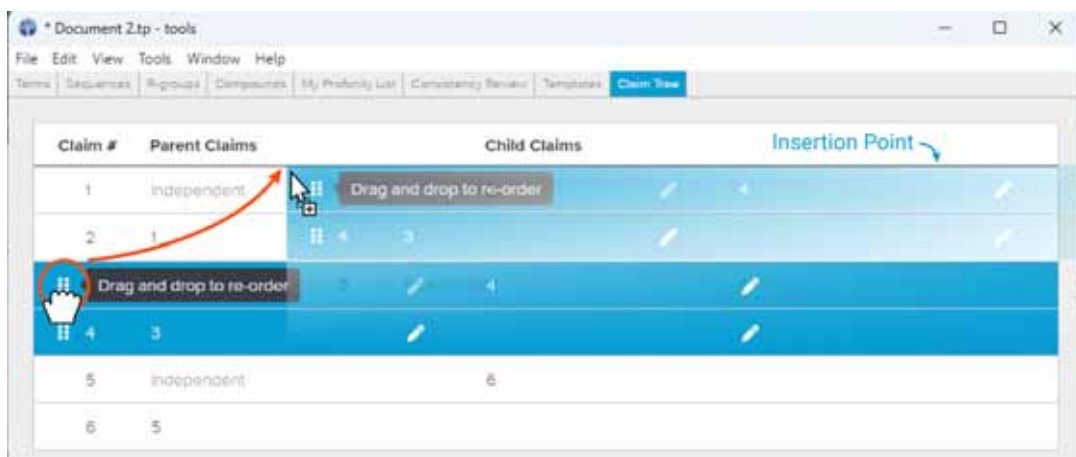 * Document 2.tp - tools
File Edit View Tools Window Help
Terms Sequences R-groups Compounds My Profanity List Consistency Review Templates Claim Tree
Claim # Parent Claims Child Claims Insertion Point
1 Independent Drag and drop to re-order 4
2 1 4 3
Drag and drop to re-order 4
4 3
5 Independent 6
6 5